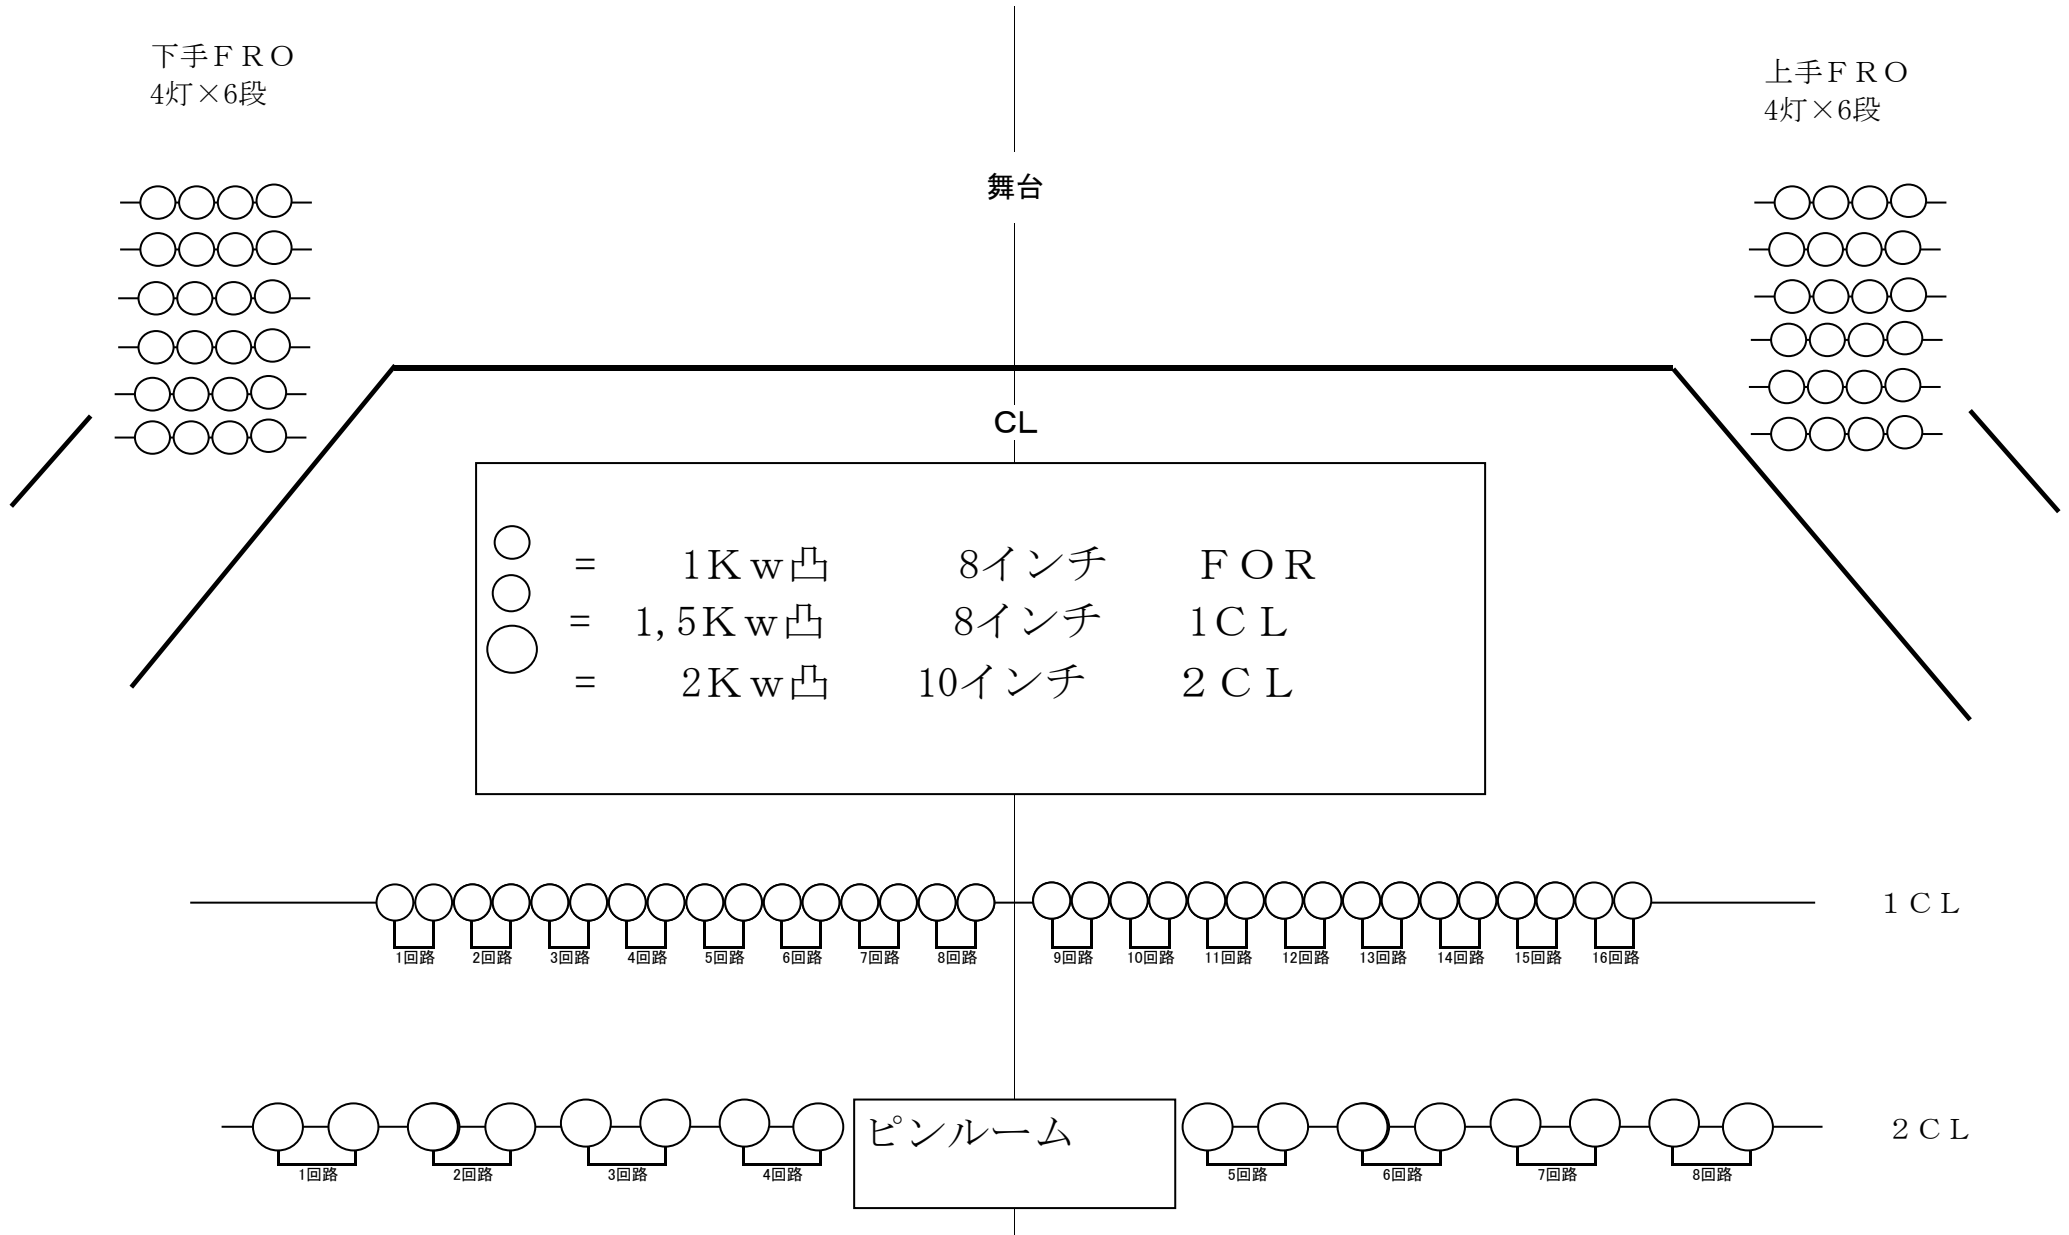 下手ＦＲＯ
4灯×6段
上手ＦＲＯ
4灯×6段
舞台
CL
= 1Ｋｗ凸 8インチ ＦＯＲ
= 1,5Ｋｗ凸 8インチ 1ＣＬ
= 2Ｋｗ凸 10インチ ２ＣＬ
１ＣＬ
1回路 2回路 3回路 4回路 5回路 6回路 7回路 8回路 9回路 10回路 11回路 12回路 13回路 14回路 15回路 16回路
ピンルーム
２ＣＬ
1回路 2回路 3回路 4回路 5回路 6回路 7回路 8回路